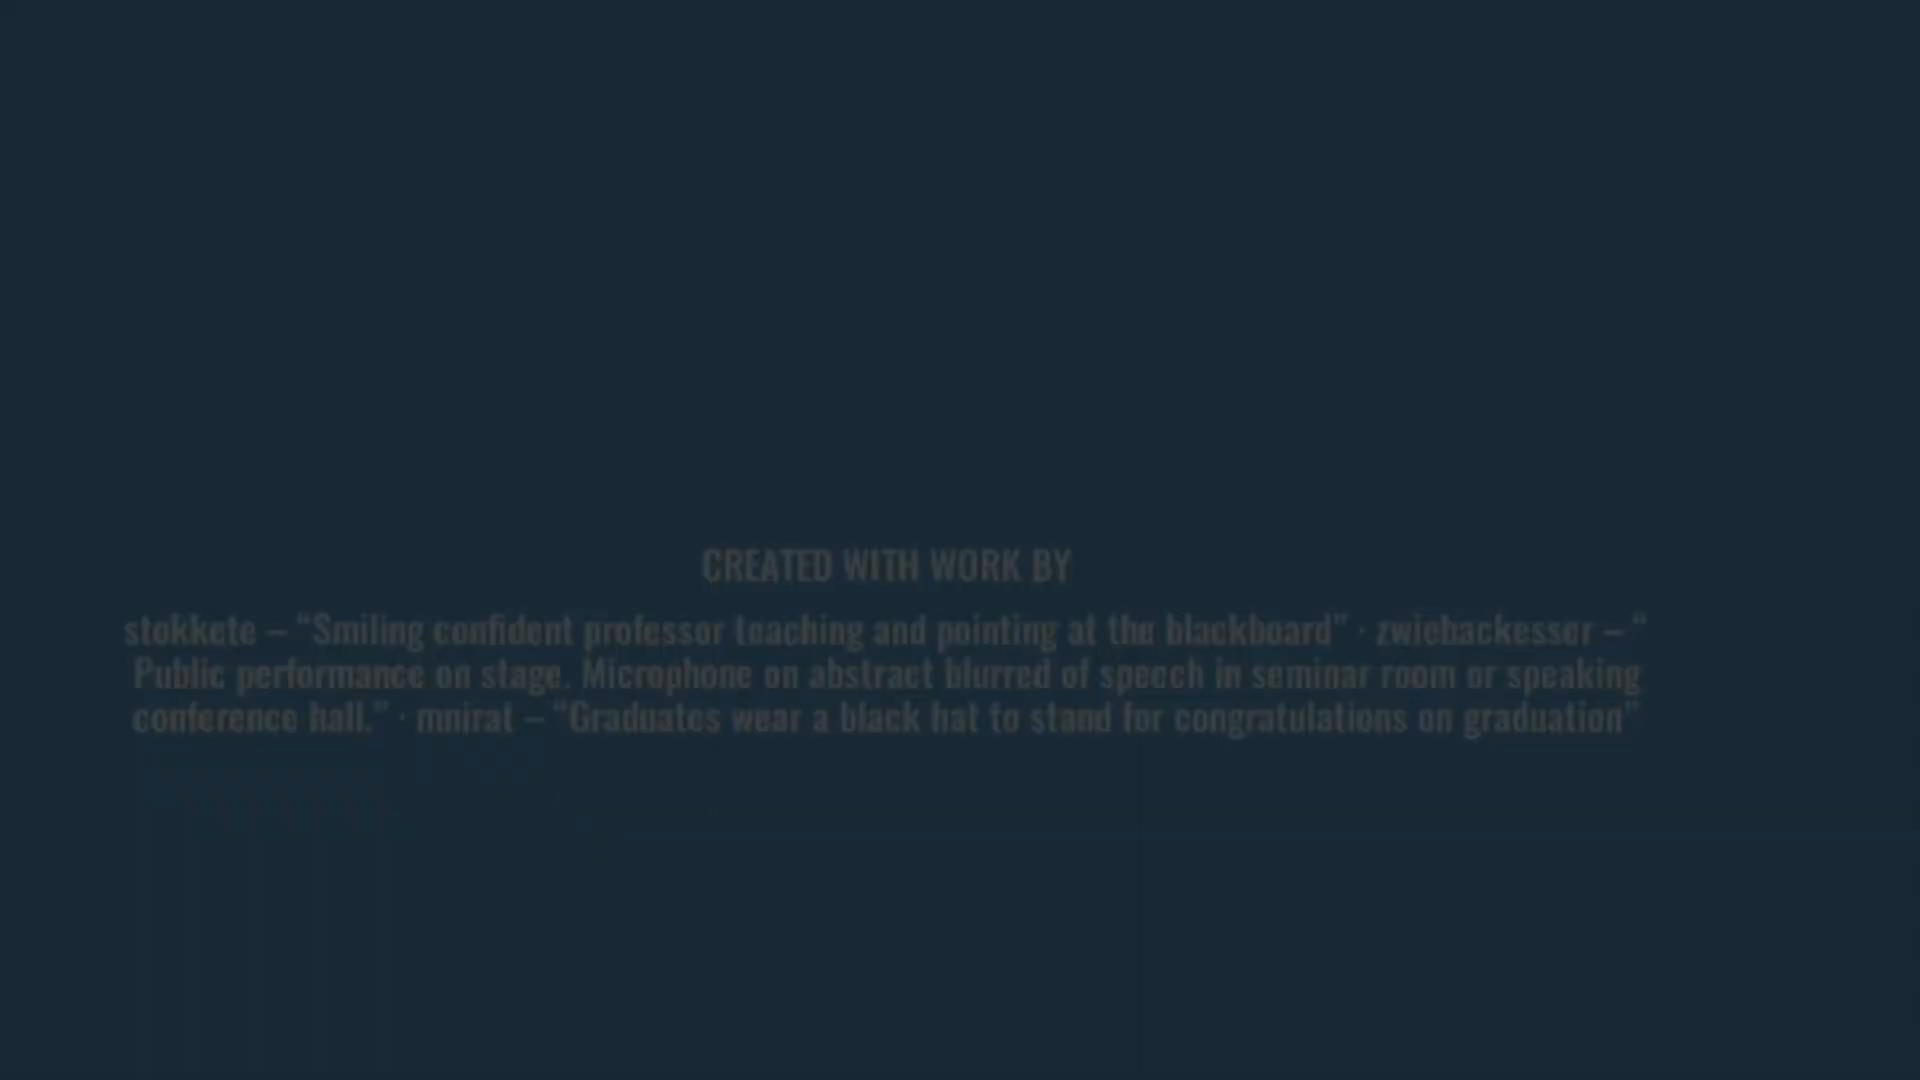 CREATED WITH WORK BY
stokkete – “Smiling confident professor teaching and pointing at the blackboard” · zwiebackesser – “
Public performance on stage. Microphone on abstract blurred of speech in seminar room or speaking
conference hall.” · mnirat – “Graduates wear a black hat to stand for congratulations on graduation”